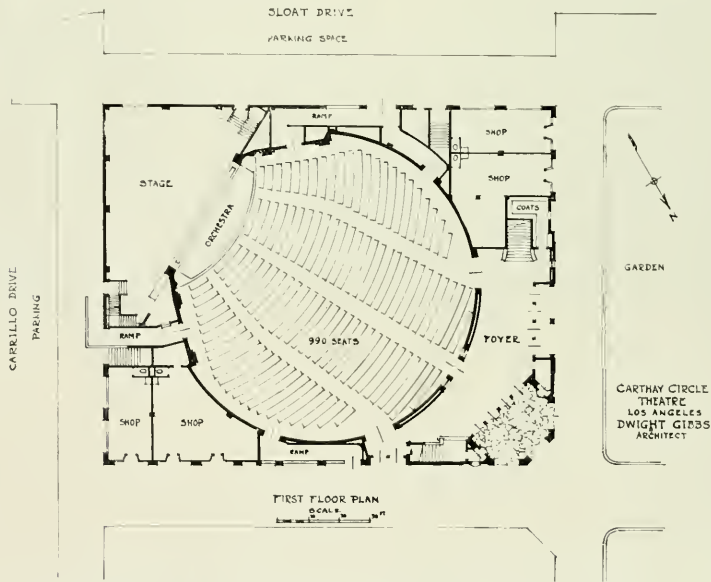 SLOAT DRIVE
PARKING SPACE
RAMP
SHOP
SHOP
STAGE
COATS
ORCHESTRA
N
GARDEN
CARRILLO DRIVE
PARKING
RAMP
990 SEATS
FOYER
SHOP
SHOP
RAMP
CARTHAY CIRCLE
THEATRE
LOS ANGELES
DWIGHT GIBBS
ARCHITECT
FIRST FLOOR PLAN
SCALE